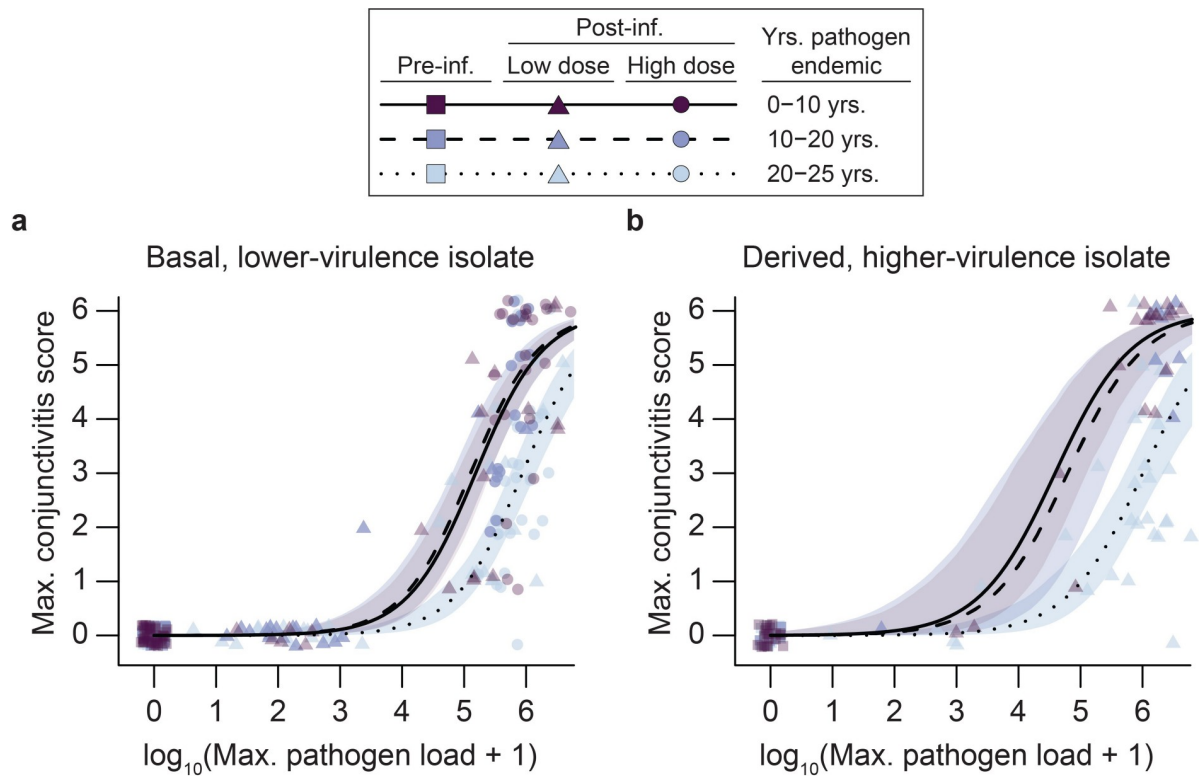 Post-inf.
Yrs. pathogen
endemic
Pre-inf.
Low dose
High dose
0−10 yrs.
10−20 yrs.
20−25 yrs.
a
Basal, lower-virulence isolate
Max. conjunctivitis score
6
5
4
3
2
1
0
0 1 2 3 4 5 6
log10(Max. pathogen load + 1)
b
Derived, higher-virulence isolate
Max. conjunctivitis score
6
5
4
3
2
1
0
0 1 2 3 4 5 6
log10(Max. pathogen load + 1)